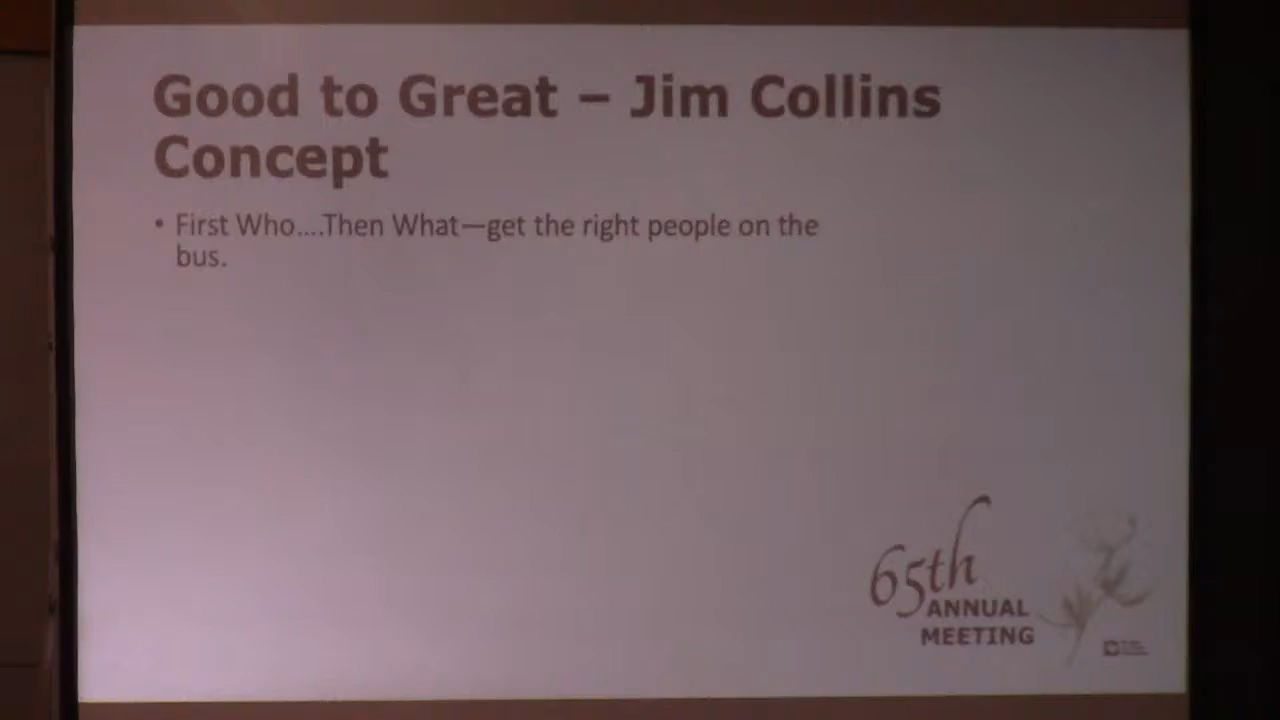 Good to Great – Jim Collins
Concept
• First Who....Then What—get the right people on the
bus.
65th
ANNUAL
MEETING